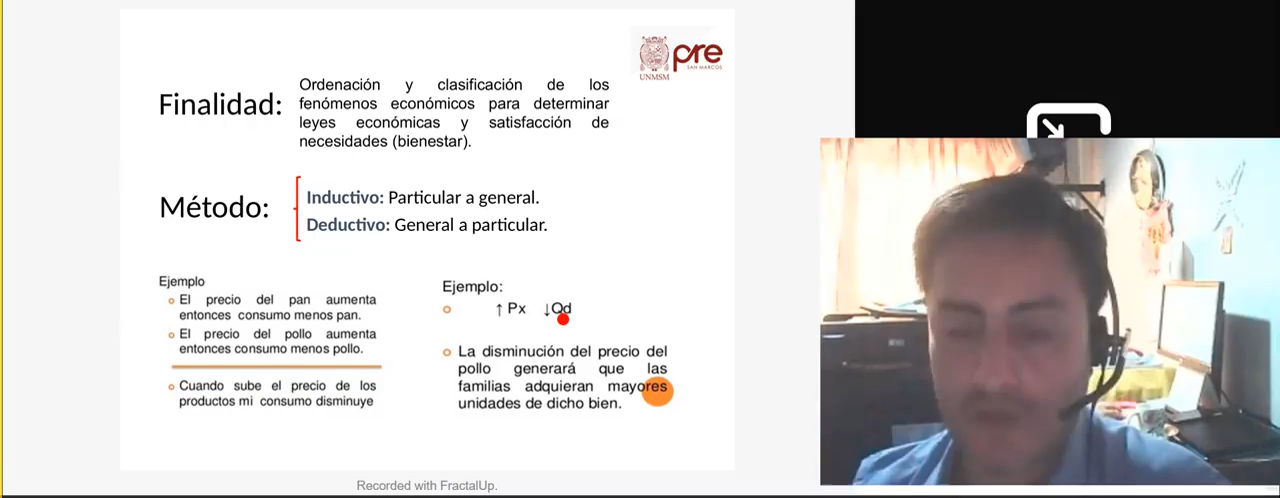 UNMSM
pre
SAN MARCOS
Finalidad:
Ordenación y clasificación de los
fenómenos económicos para determinar
leyes económicas y satisfacción de
necesidades (bienestar).
Método:
Inductivo: Particular a general.
Deductivo: General a particular.
Ejemplo
El precio del pan aumenta
entonces consumo menos pan.
El precio del pollo aumenta
entonces consumo menos pollo.
Cuando sube el precio de los
productos mi consumo disminuye
Ejemplo:
↑ Px ↓Qd
La disminución del precio del
pollo generará que las
familias adquieran mayores
unidades de dicho bien.
Recorded with FractalUp.